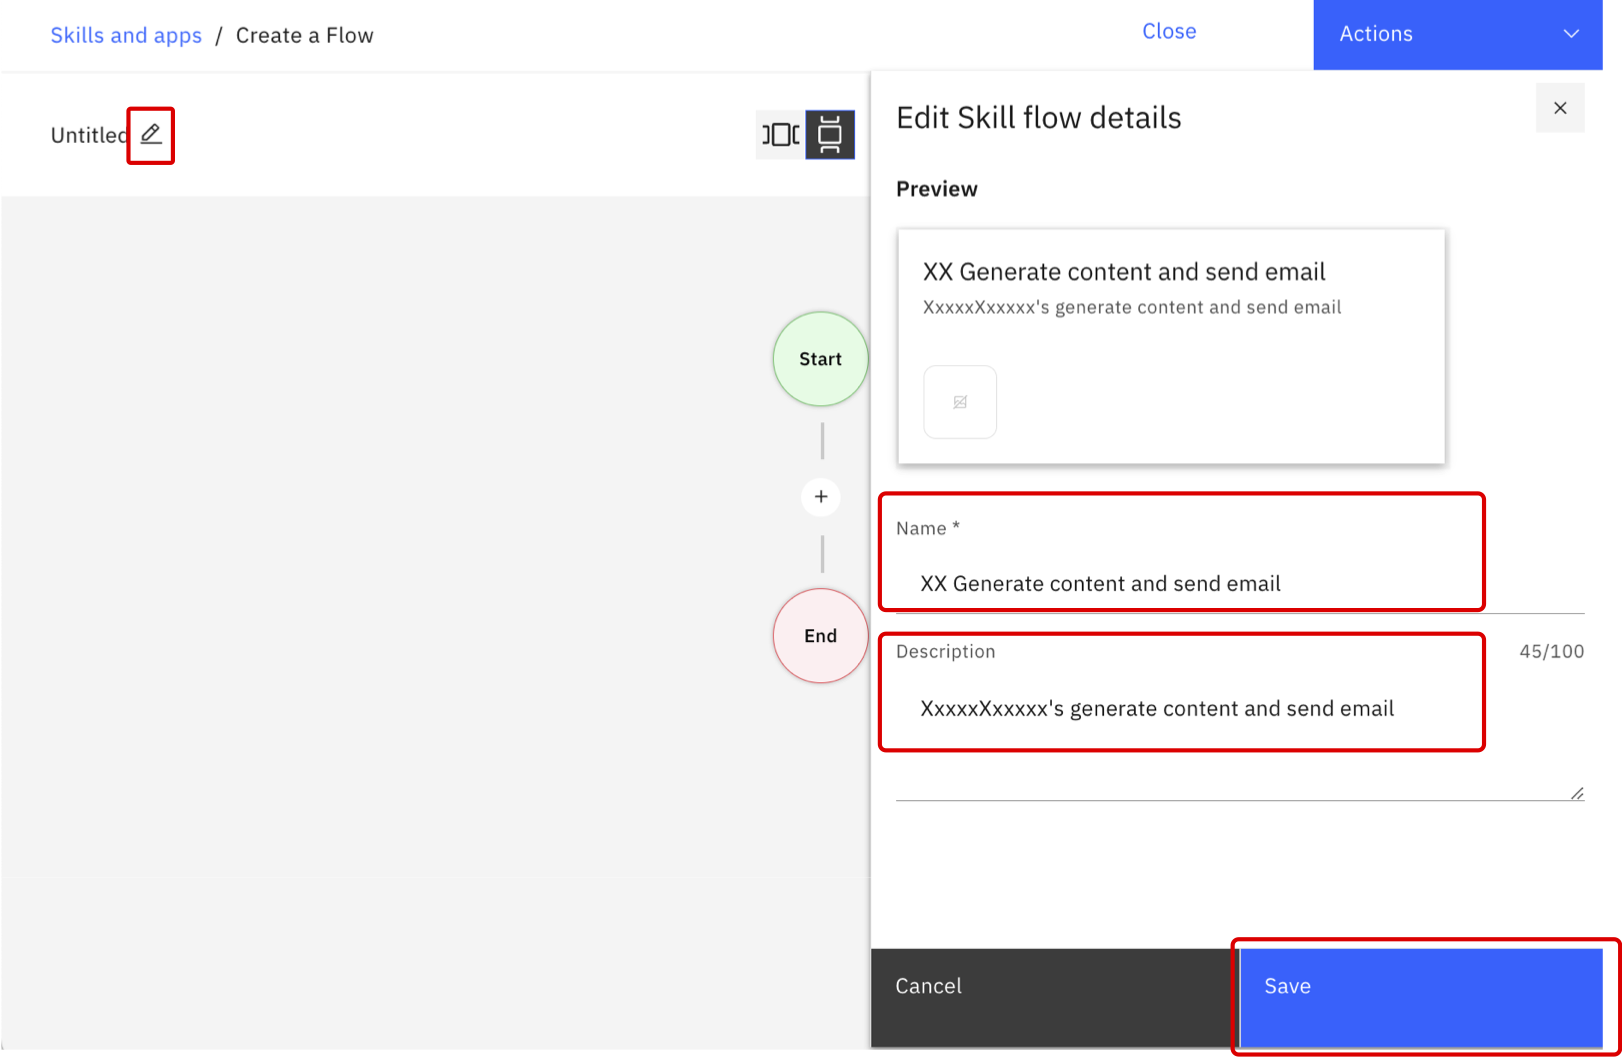 Skills and apps / Create a Flow
Close
Actions
Untitled
Edit Skill flow details
Preview
XX Generate content and send email
XxxxxXxxxxx's generate content and send email
Start
+
End
Name *
XX Generate content and send email
Description
45/100
XxxxxXxxxxx's generate content and send email
Cancel
Save